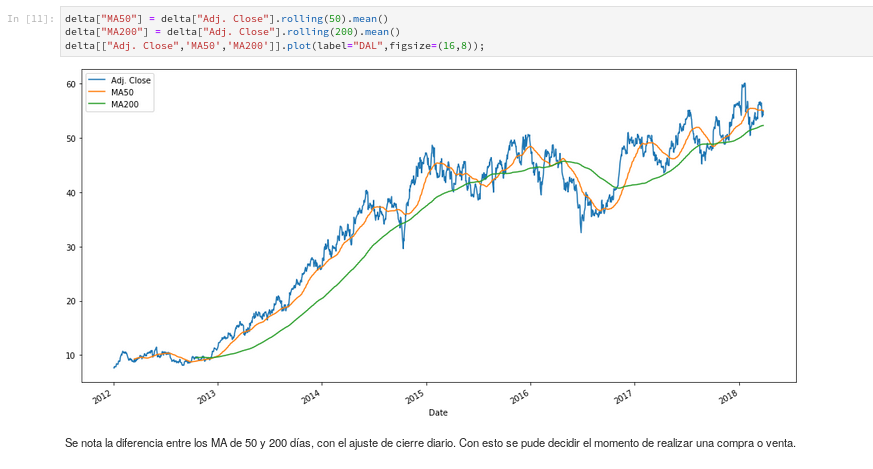 In [11]:
delta["MA50"] = delta["Adj. Close"].rolling(50).mean()
delta["MA200"] = delta["Adj. Close"].rolling(200).mean()
delta[["Adj. Close",'MA50','MA200']].plot(label="DAL",figsize=(16,8));
Adj. Close
MA50
MA200
60
50
40
30
20
10
2012
2013
2014
2015
2016
2017
2018
Date
Se nota la diferencia entre los MA de 50 y 200 días, con el ajuste de cierre diario. Con esto se pude decidir el momento de realizar una compra o venta.